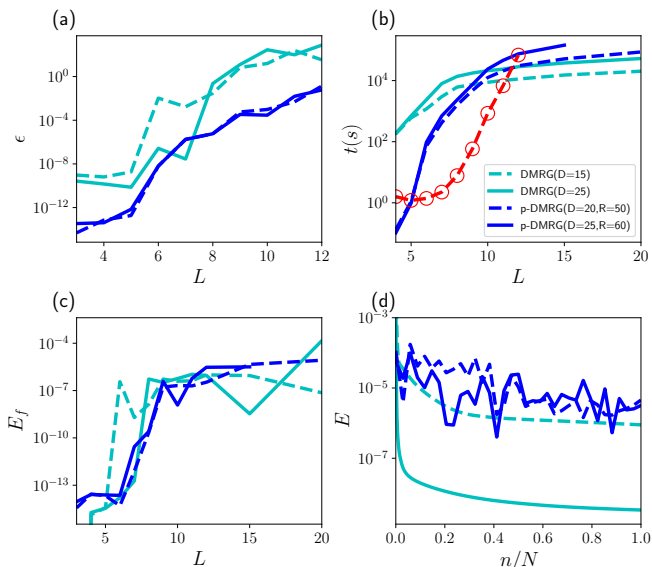 (a)
(b)
10^0
10^-4
10^-8
10^-12
ϵ
4 6 8 10 12
L
10^4
10^2
10^0
t(s)
DMRG(D=15)
DMRG(D=25)
p-DMRG(D=20,R=50)
p-DMRG(D=25,R=60)
5 10 15 20
L
(c)
(d)
10^-4
10^-7
10^-10
10^-13
E_f
5 10 15 20
L
10^-3
10^-5
10^-7
E
0.0 0.2 0.4 0.6 0.8 1.0
n/N